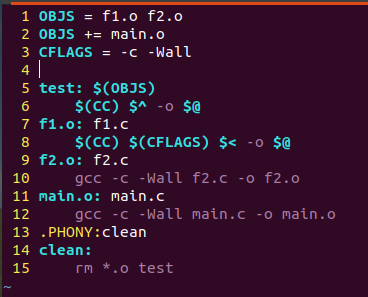 1 OBJS = f1.o f2.o
2 OBJS += main.o
3 CFLAGS = -c -Wall
4
5 test: $(OBJS)
6     $(CC) $^ -o $@
7 f1.o: f1.c
8     $(CC) $(CFLAGS) $< -o $@
9 f2.o: f2.c
10     gcc -c -Wall f2.c -o f2.o
11 main.o: main.c
12     gcc -c -Wall main.c -o main.o
13 .PHONY:clean
14 clean:
15     rm *.o test
~